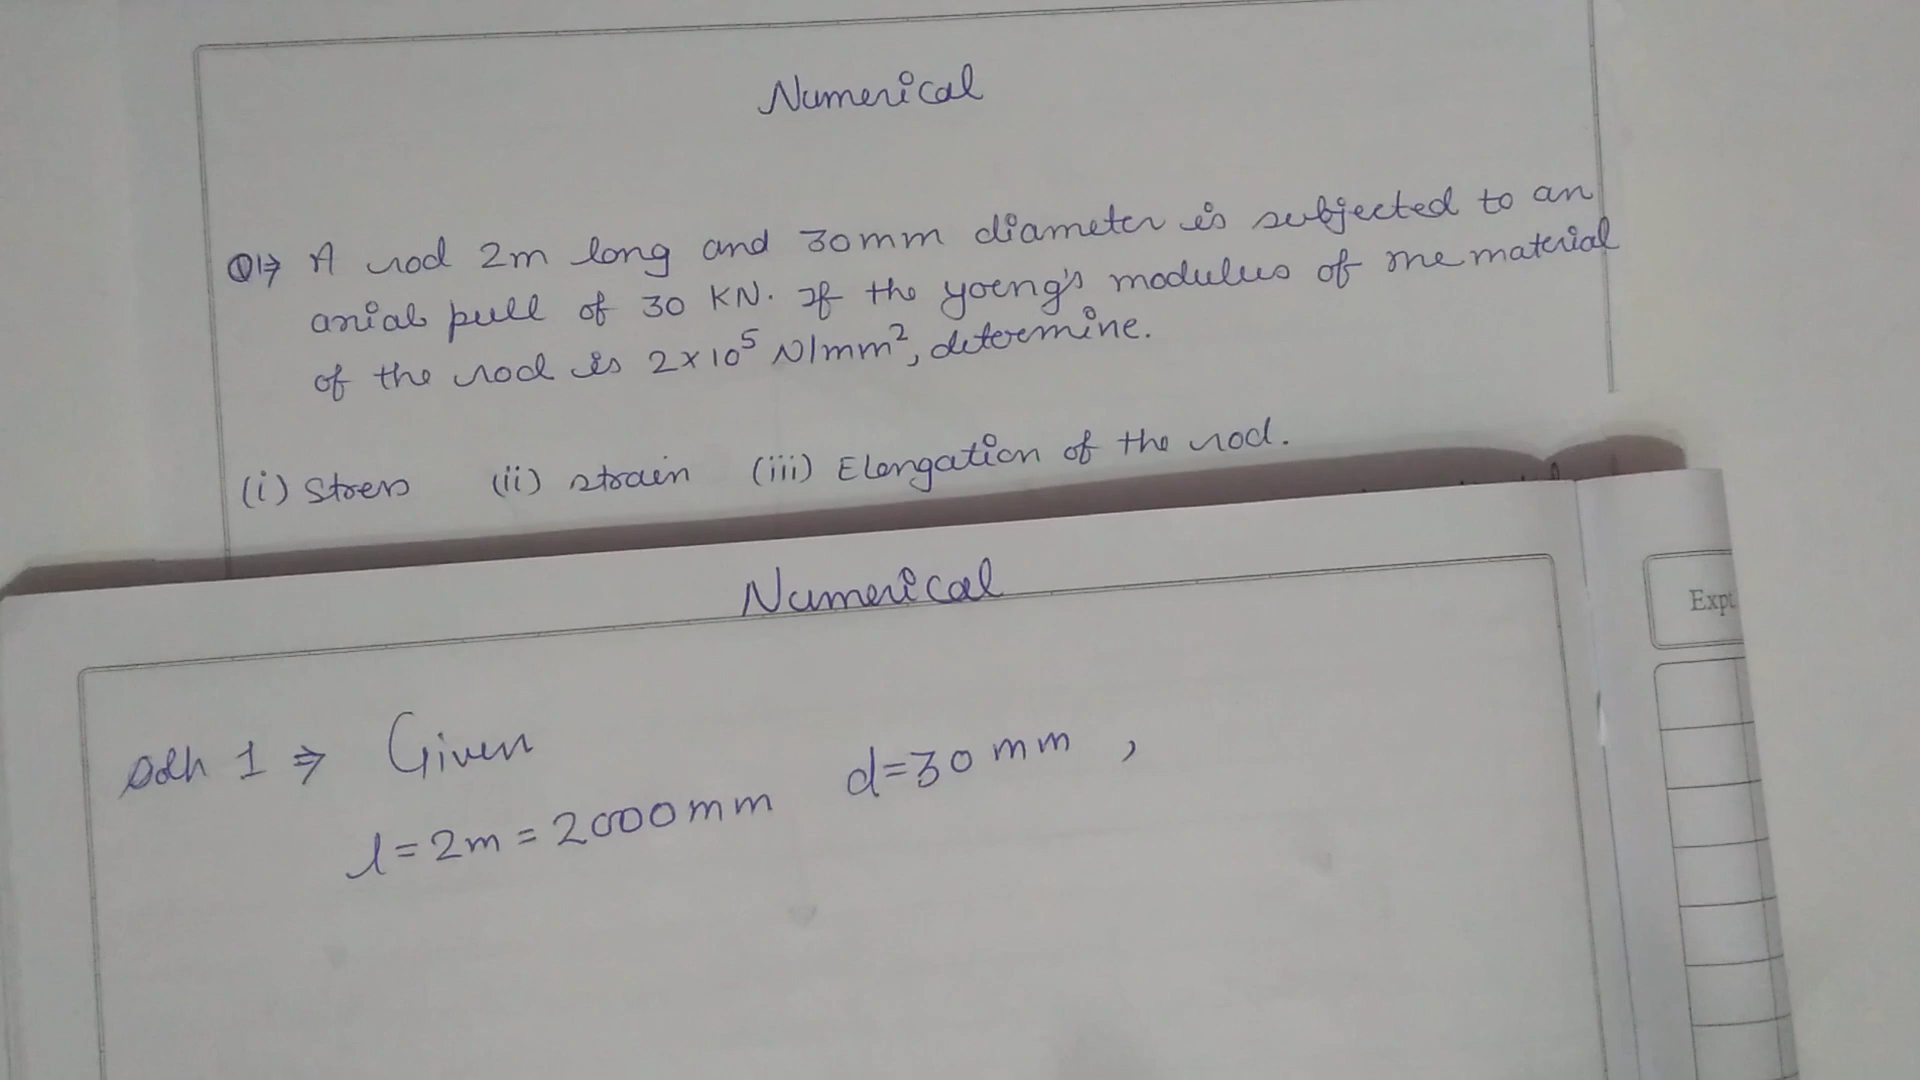 Numerical
Q1⇒ A rod 2m long and 30mm diameter is subjected to an
axial pull of 30 KN. If the yoeng's modulus of the material
of the rod is 2×10⁵ N/mm², determine.
(i) Stress (ii) strain (iii) Elongation of the rod.
Numerical
Soln 1 ⇒ Given
l=2m = 2000mm d=30 mm ,